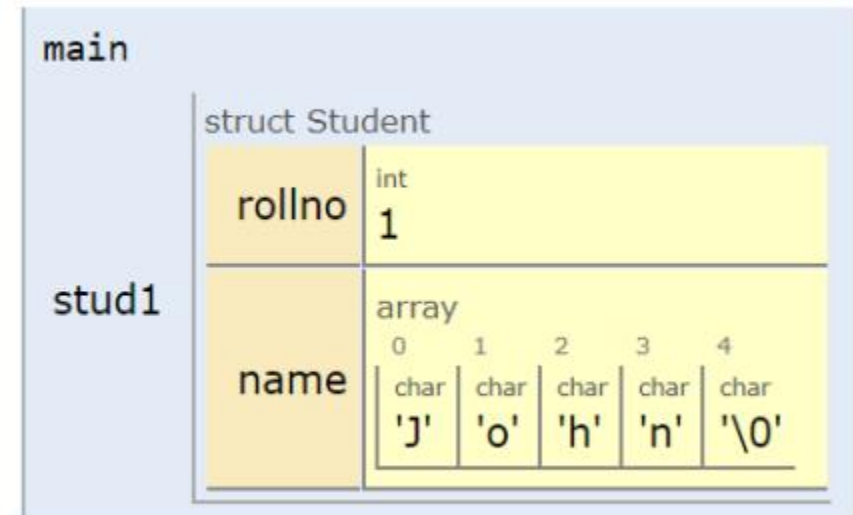 main
struct Student
int
rollno 1
stud1
array
0 1 2 3 4
name
char char char char char
'J' 'o' 'h' 'n' '\0'